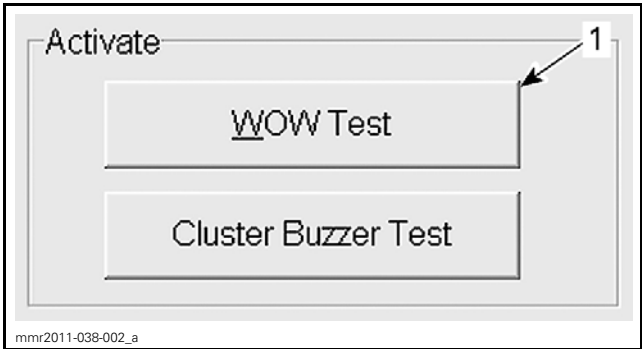 Activate
1
WOW Test
Cluster Buzzer Test
mmr2011-038-002_a